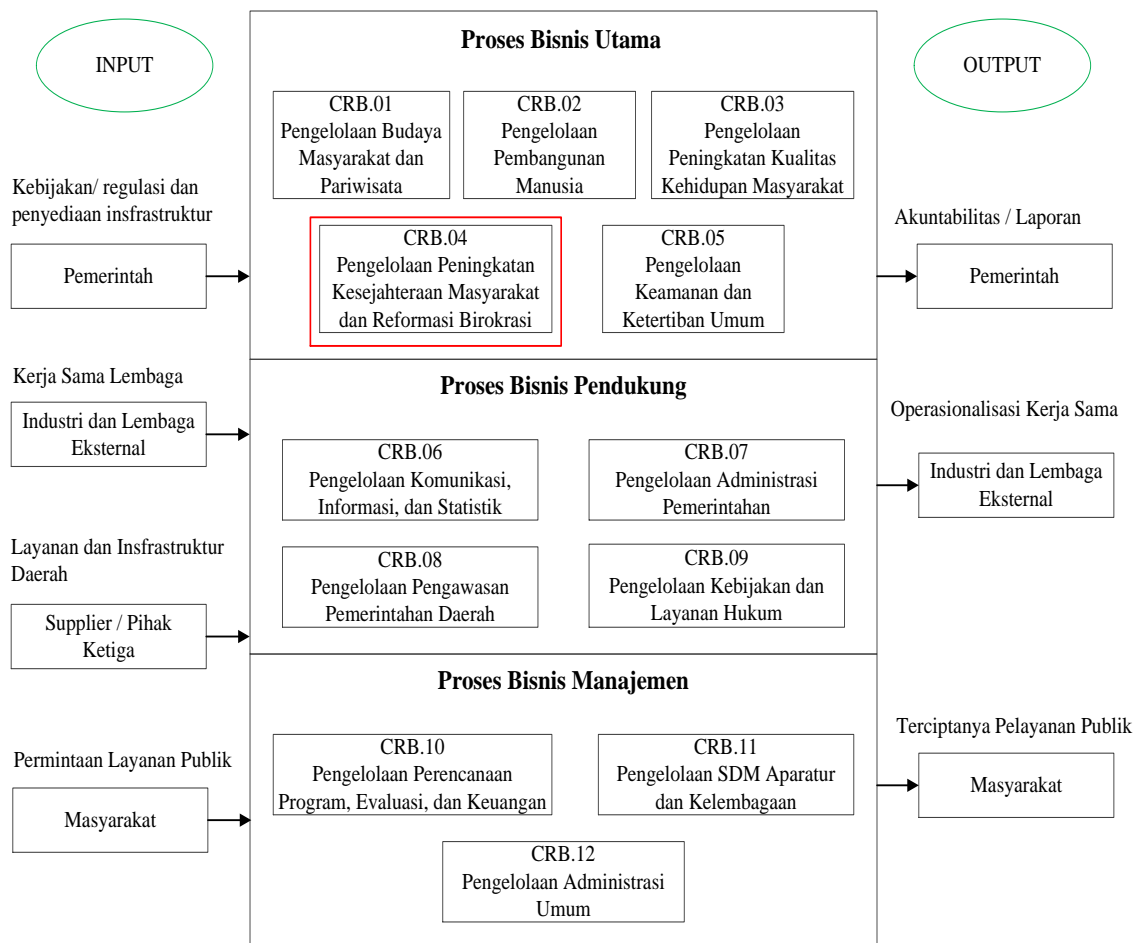 INPUT
Kebijakan/ regulasi dan
penyediaan insfrastruktur
Pemerintah
Kerja Sama Lembaga
Industri dan Lembaga
Eksternal
Layanan dan Insfrastruktur
Daerah
Supplier / Pihak
Ketiga
Permintaan Layanan Publik
Masyarakat
Proses Bisnis Utama
CRB.01
Pengelolaan Budaya
Masyarakat dan
Pariwisata
CRB.02
Pengelolaan
Pembangunan
Manusia
CRB.03
Pengelolaan
Peningkatan Kualitas
Kehidupan Masyarakat
CRB.04
Pengelolaan Peningkatan
Kesejahteraan Masyarakat
dan Reformasi Birokrasi
CRB.05
Pengelolaan
Keamanan dan
Ketertiban Umum
Proses Bisnis Pendukung
CRB.06
Pengelolaan Komunikasi,
Informasi, dan Statistik
CRB.07
Pengelolaan Administrasi
Pemerintahan
CRB.08
Pengelolaan Pengawasan
Pemerintahan Daerah
CRB.09
Pengelolaan Kebijakan dan
Layanan Hukum
Proses Bisnis Manajemen
CRB.10
Pengelolaan Perencanaan
Program, Evaluasi, dan Keuangan
CRB.11
Pengelolaan SDM Aparatur
dan Kelembagaan
CRB.12
Pengelolaan Administrasi
Umum
OUTPUT
Akuntabilitas / Laporan
Pemerintah
Operasionalisasi Kerja Sama
Industri dan Lembaga
Eksternal
Terciptanya Pelayanan Publik
Masyarakat